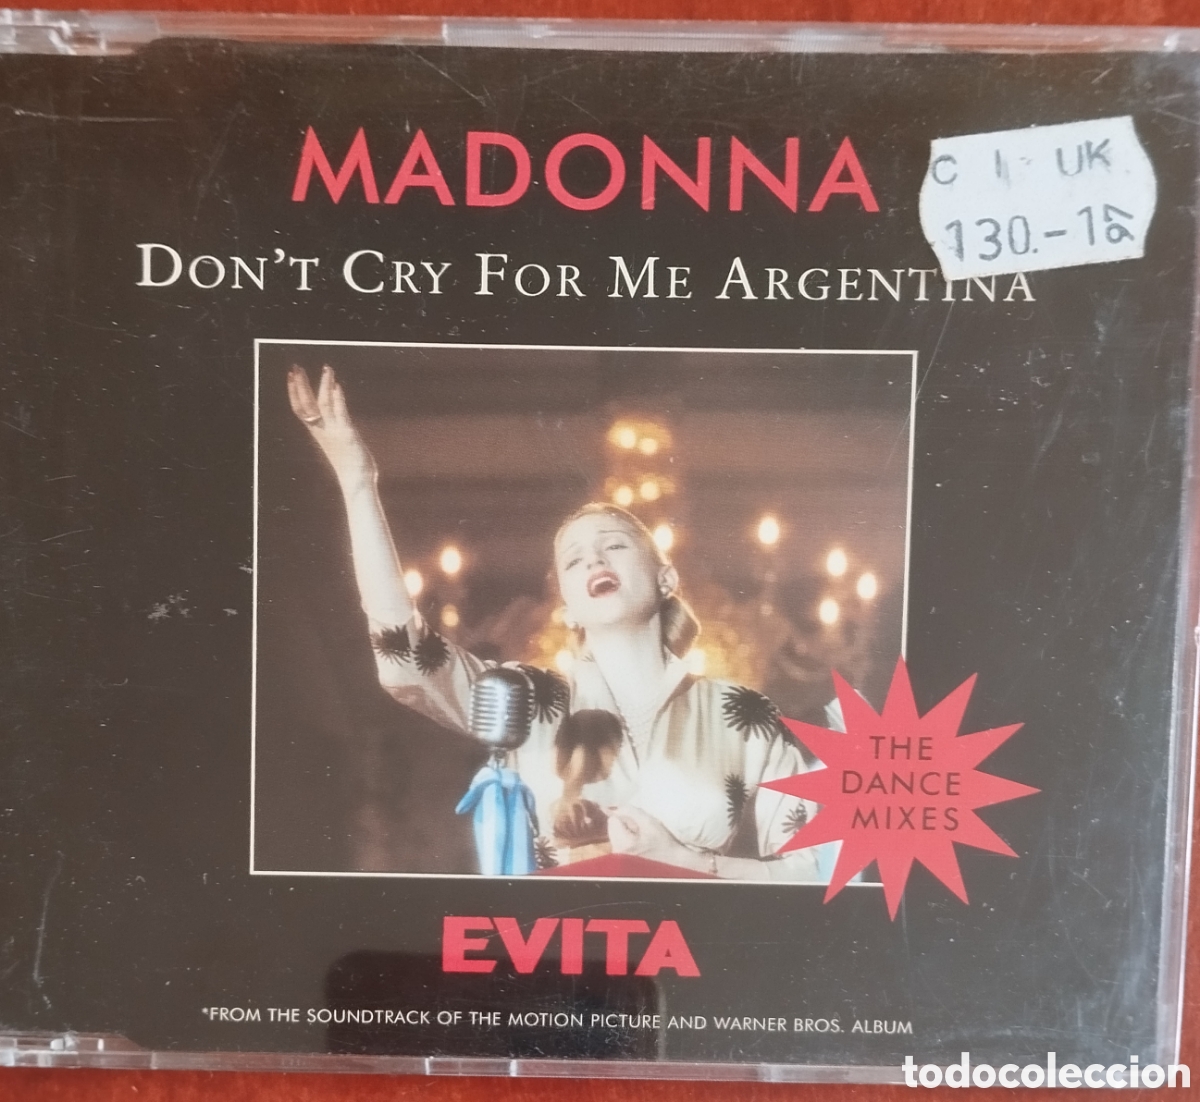 MADONNA
C I- UK
130.-1
DON'T CRY FOR ME ARGENTINA
THE
DANCE
MIXES
EVITA
*FROM THE SOUNDTRACK OF THE MOTION PICTURE AND WARNER BROS. ALBUM
todocoleccion